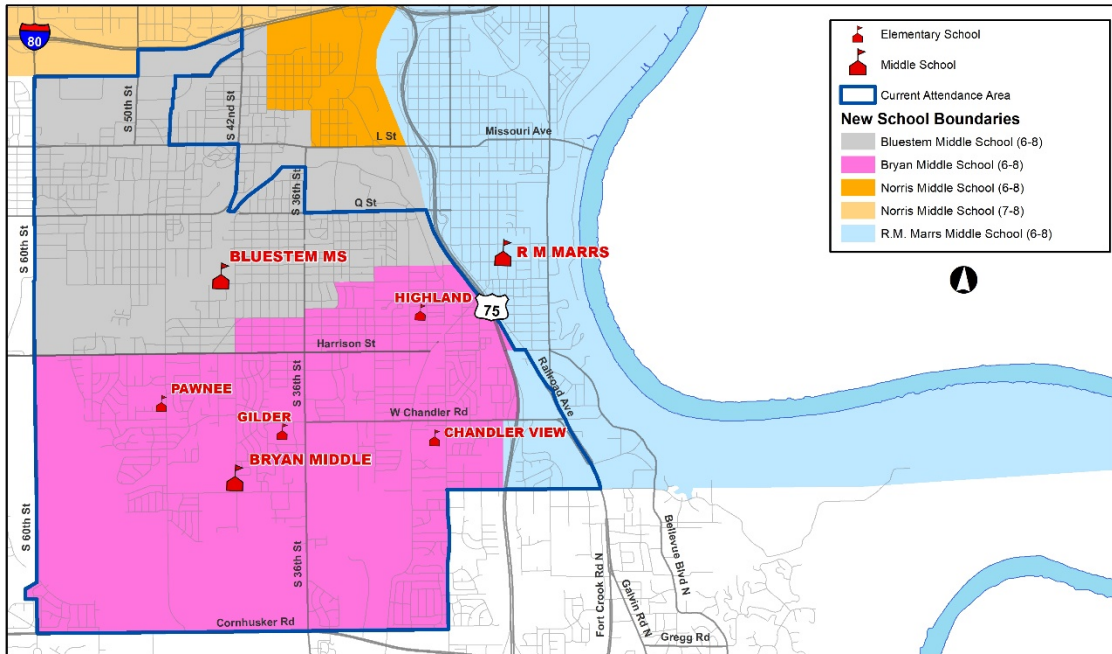 80
S 50th St
S 42nd St
L St
Missouri Ave
S 36th St
Q St
S 60th St
BLUESTEM MS
R M MARRS
HIGHLAND
75
Harrison St
Railroad Ave
PAWNEE
S 36th St
W Chandler Rd
GILDER
CHANDLER VIEW
BRYAN MIDDLE
S 60th St
S 36th St
Bellevue Blvd N
Fort Crook Rd N
Galvin Rd N
Cornhusker Rd
Gregg Rd
Elementary School
Middle School
Current Attendance Area
New School Boundaries
Bluestem Middle School (6-8)
Bryan Middle School (6-8)
Norris Middle School (6-8)
Norris Middle School (7-8)
R.M. Marrs Middle School (6-8)